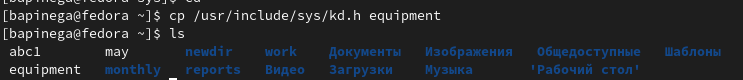 [bapinega@fedora ~]$ cp /usr/include/sys/kd.h equipment
[bapinega@fedora ~]$ ls
abc1 may newdir work Документы Изображения Общедоступные Шаблоны
equipment monthly reports Видео Загрузки Музыка 'Рабочий стол'